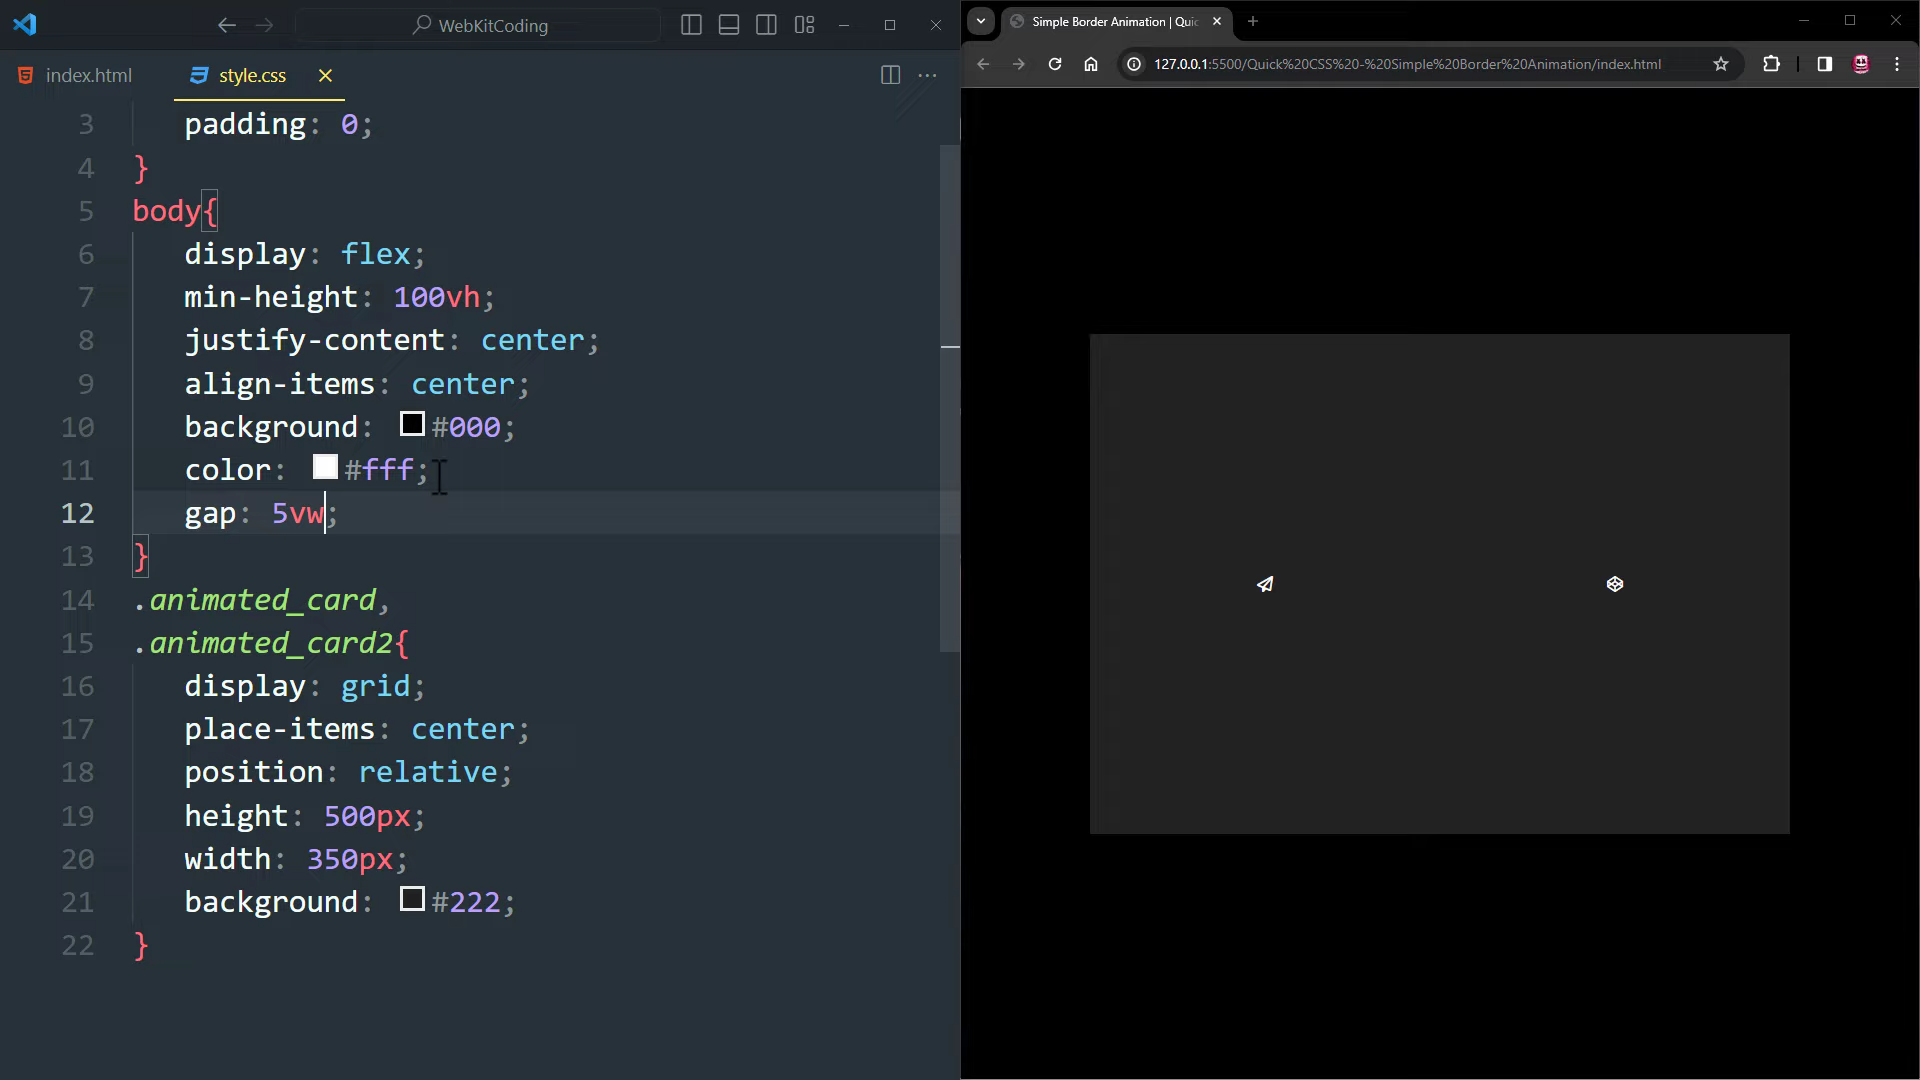 WebKitCoding
index.html
style.css
3 padding: 0;
4 }
5 body{
6 display: flex;
7 min-height: 100vh;
8 justify-content: center;
9 align-items: center;
10 background: #000;
11 color: #fff;
12 gap: 5vw;
13 }
14 .animated_card,
15 .animated_card2{
16 display: grid;
17 place-items: center;
18 position: relative;
19 height: 500px;
20 width: 350px;
21 background: #222;
22 }
Simple Border Animation | Quic
127.0.0.1:5500/Quick%20CSS%20-%20Simple%20Border%20Animation/index.html